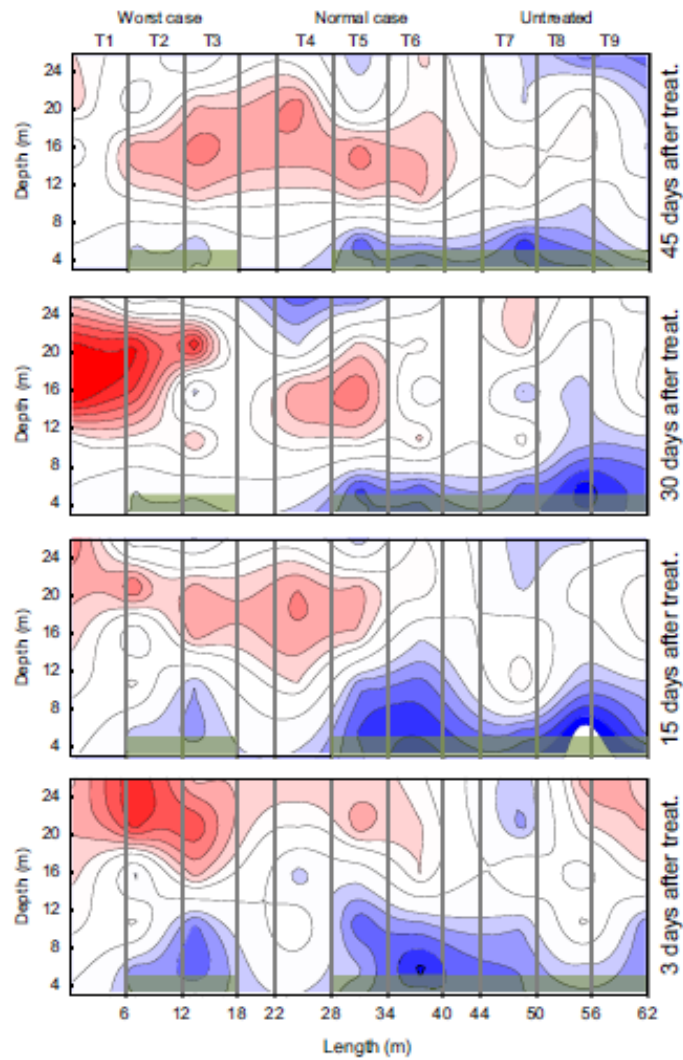 Worst case Normal case Untreated
T1 T2 T3 T4 T5 T6 T7 T8 T9
24
20
16
12
8
4
Depth (m)
45 days after treat.
24
20
16
12
8
4
Depth (m)
30 days after treat.
24
20
16
12
8
4
Depth (m)
15 days after treat.
24
20
16
12
8
4
Depth (m)
3 days after treat.
6 12 18 22 28 34 40 44 50 56 62
Length (m)